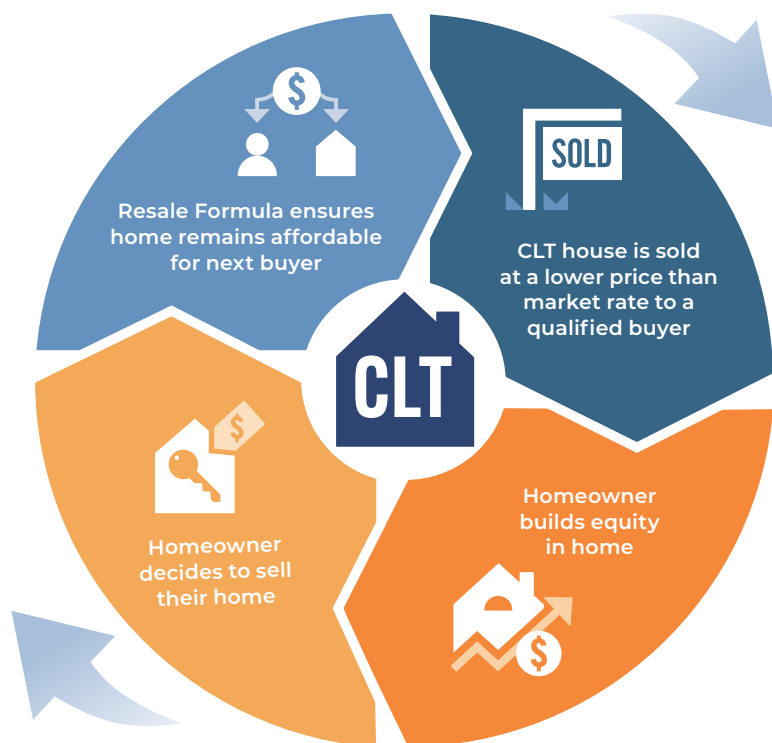 $
Resale Formula ensures
home remains affordable
for next buyer
SOLD
CLT house is sold
at a lower price than
market rate to a
qualified buyer
CLT
$
Homeowner
decides to sell
their home
Homeowner
builds equity
in home
$